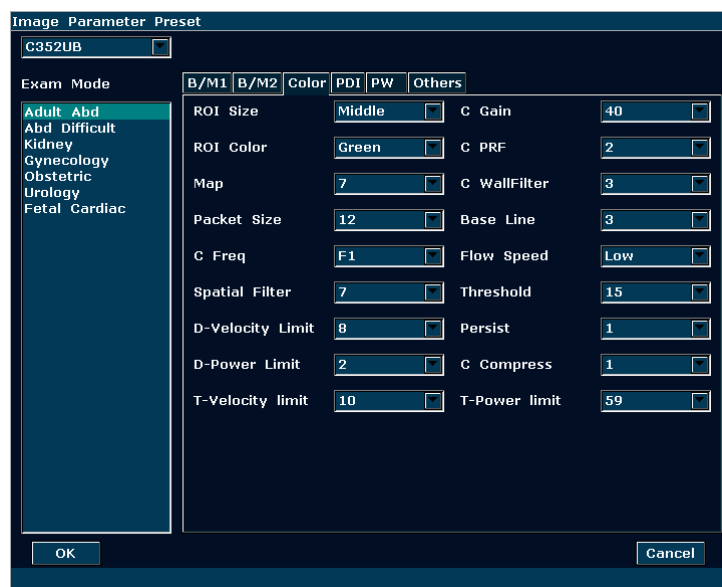 Image Parameter Preset
C352UB
Exam Mode
B/M1 B/M2 Color PDI PW Others
Adult Abd
Abd Difficult
Kidney
Gynecology
Obstetric
Urology
Fetal Cardiac
ROI Size Middle C Gain 40
ROI Color Green C PRF 2
Map 7 C WallFilter 3
Packet Size 12 Base Line 3
C Freq F1 Flow Speed Low
Spatial Filter 7 Threshold 15
D-Velocity Limit 8 Persist 1
D-Power Limit 2 C Compress 1
T-Velocity limit 10 T-Power limit 59
OK Cancel